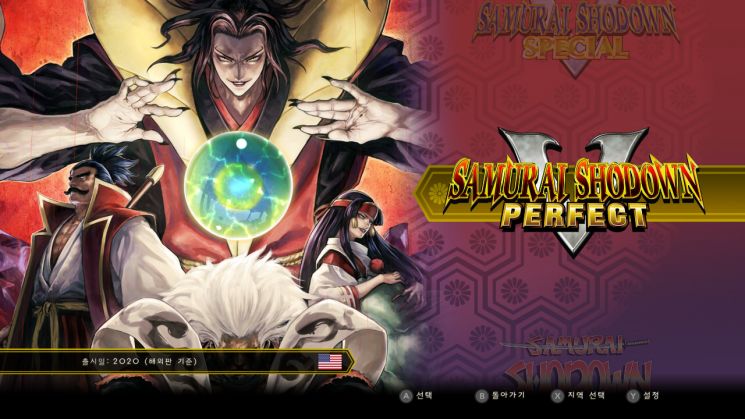 SAMURAI SHODOWN
V
SPECIAL
SAMURAI SHODOWN
V
PERFECT
SAMURAI
SHODOWN
출시일: 2020 (해외판 기준)
A 선택
B 돌아가기
X 지역 선택
Y 설정